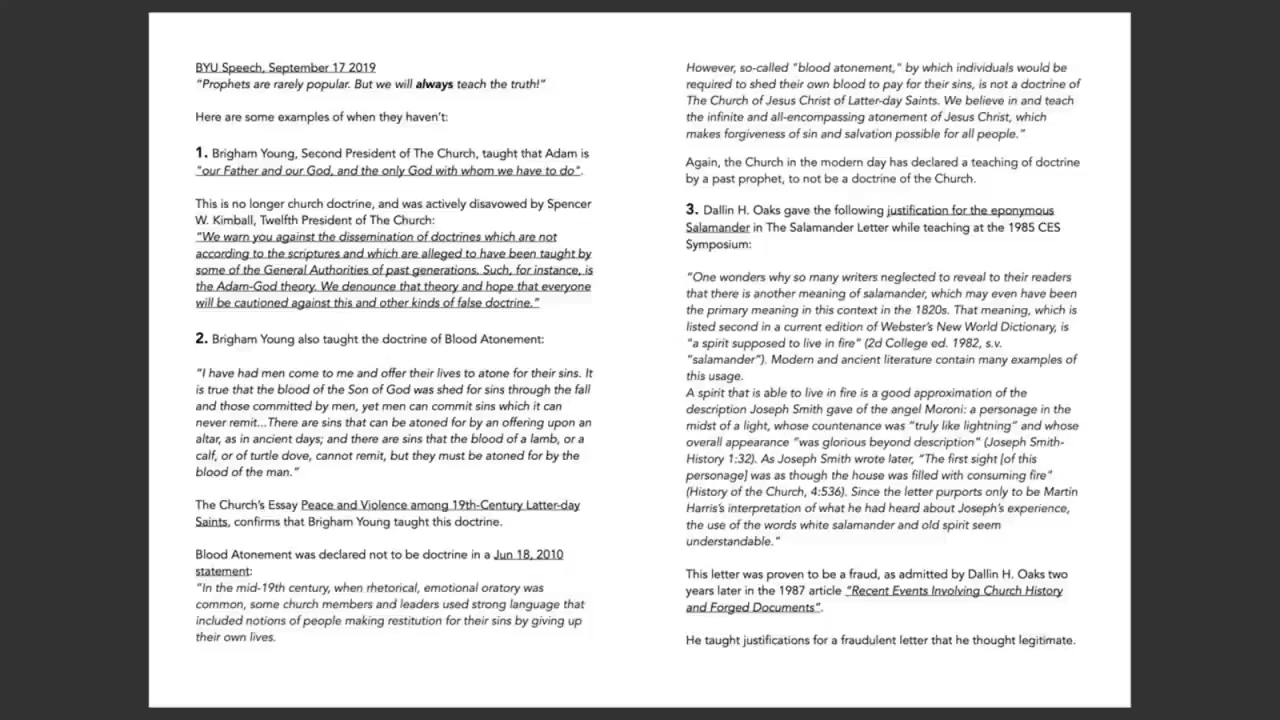 BYU Speech, September 17 2019
“Prophets are rarely popular. But we will always teach the truth!”
Here are some examples of when they haven’t:
1. Brigham Young, Second President of The Church, taught that Adam is
“our Father and our God, and the only God with whom we have to do”.
This is no longer church doctrine, and was actively disavowed by Spencer
W. Kimball, Twelfth President of The Church:
“We warn you against the dissemination of doctrines which are not
according to the scriptures and which are alleged to have been taught by
some of the General Authorities of past generations. Such, for instance, is
the Adam-God theory. We denounce that theory and hope that everyone
will be cautioned against this and other kinds of false doctrine.”
2. Brigham Young also taught the doctrine of Blood Atonement:
“I have had men come to me and offer their lives to atone for their sins. It
is true that the blood of the Son of God was shed for sins through the fall
and those committed by men, yet men can commit sins which it can
never remit...There are sins that can be atoned for by an offering upon an
altar, as in ancient days; and there are sins that the blood of a lamb, or a
calf, or of turtle dove, cannot remit, but they must be atoned for by the
blood of the man.”
The Church’s Essay Peace and Violence among 19th-Century Latter-day
Saints, confirms that Brigham Young taught this doctrine.
Blood Atonement was declared not to be doctrine in a Jun 18, 2010
statement:
“In the mid-19th century, when rhetorical, emotional oratory was
common, some church members and leaders used strong language that
included notions of people making restitution for their sins by giving up
their own lives.
However, so-called "blood atonement," by which individuals would be
required to shed their own blood to pay for their sins, is not a doctrine of
The Church of Jesus Christ of Latter-day Saints. We believe in and teach
the infinite and all-encompassing atonement of Jesus Christ, which
makes forgiveness of sin and salvation possible for all people.”
Again, the Church in the modern day has declared a teaching of doctrine
by a past prophet, to not be a doctrine of the Church.
3. Dallin H. Oaks gave the following justification for the eponymous
Salamander in The Salamander Letter while teaching at the 1985 CES
Symposium:
“One wonders why so many writers neglected to reveal to their readers
that there is another meaning of salamander, which may even have been
the primary meaning in this context in the 1820s. That meaning, which is
listed second in a current edition of Webster’s New World Dictionary, is
“a spirit supposed to live in fire” (2d College ed. 1982, s.v.
“salamander”). Modern and ancient literature contain many examples of
this usage.
A spirit that is able to live in fire is a good approximation of the
description Joseph Smith gave of the angel Moroni: a personage in the
midst of a light, whose countenance was “truly like lightning” and whose
overall appearance “was glorious beyond description” (Joseph Smith-
History 1:32). As Joseph Smith wrote later, “The first sight [of this
personage] was as though the house was filled with consuming fire”
(History of the Church, 4:536). Since the letter purports only to be Martin
Harris’s interpretation of what he had heard about Joseph’s experience,
the use of the words white salamander and old spirit seem
understandable.”
This letter was proven to be a fraud, as admitted by Dallin H. Oaks two
years later in the 1987 article “Recent Events Involving Church History
and Forged Documents”.
He taught justifications for a fraudulent letter that he thought legitimate.